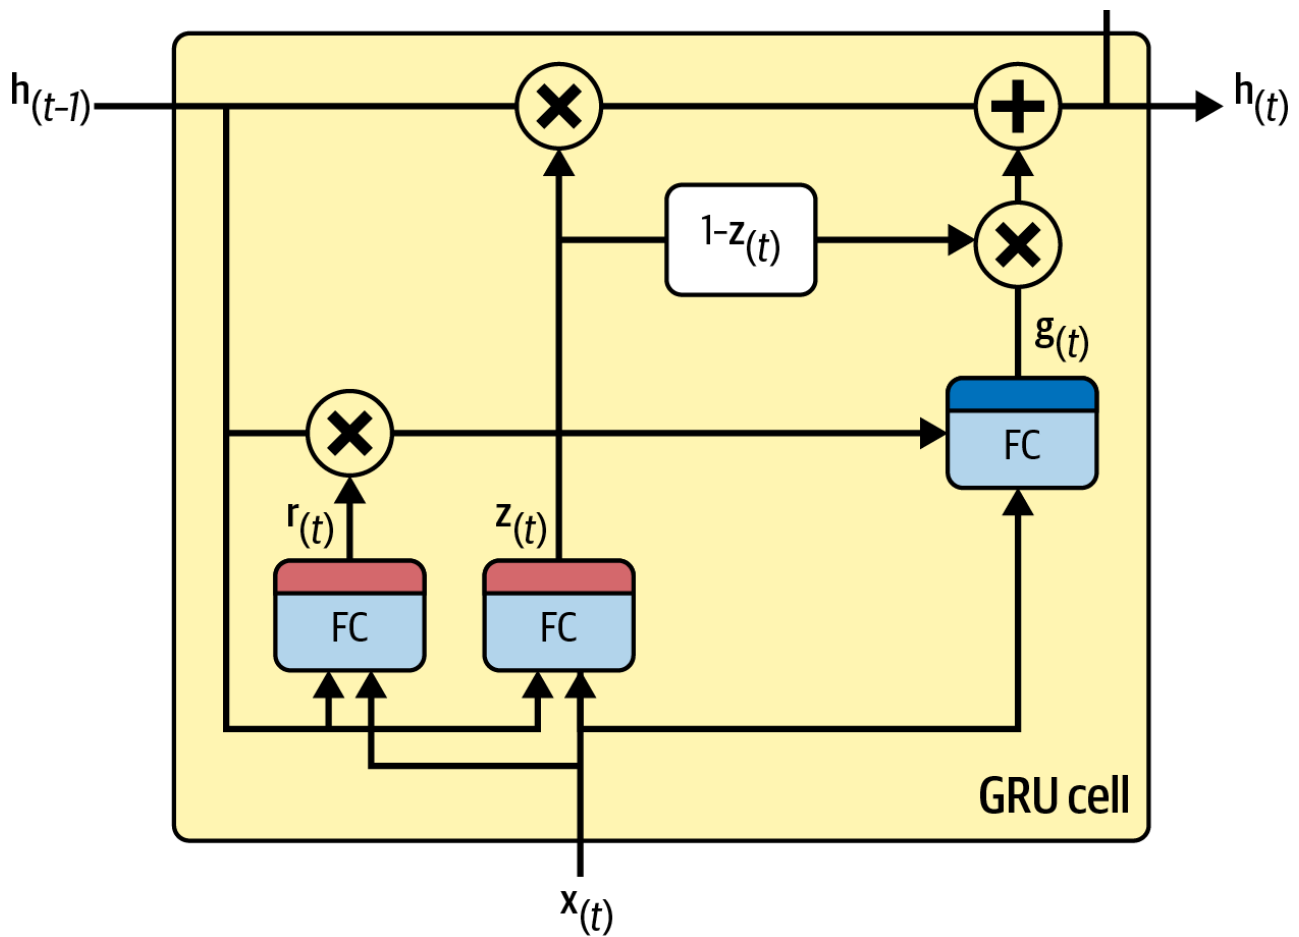 h(t–1)
h(t)
1–z(t)
g(t)
FC
r(t)
z(t)
FC
FC
GRU cell
x(t)